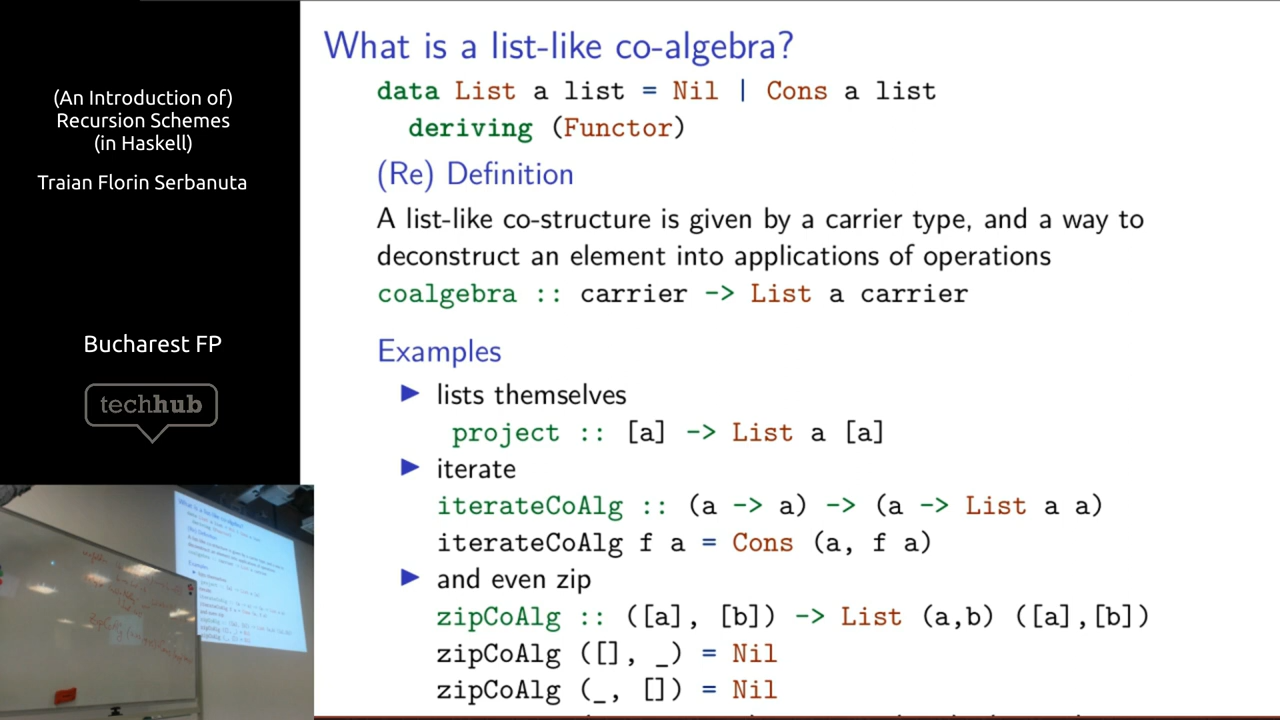 (An Introduction of)
Recursion Schemes
(in Haskell)
Traian Florin Serbanuta
Bucharest FP
techhub
What is a list-like co-algebra?
data List a list = Nil | Cons a list
deriving (Functor)
(Re) Definition
A list-like co-structure is given by a carrier type, and a way to
deconstruct an element into applications of operations
coalgebra :: carrier -> List a carrier
Examples
▶ lists themselves
project :: [a] -> List a [a]
▶ iterate
iterateCoAlg :: (a -> a) -> (a -> List a a)
iterateCoAlg f a = Cons (a, f a)
▶ and even zip
zipCoAlg :: ([a], [b]) -> List (a,b) ([a],[b])
zipCoAlg ([], _) = Nil
zipCoAlg (_, []) = Nil